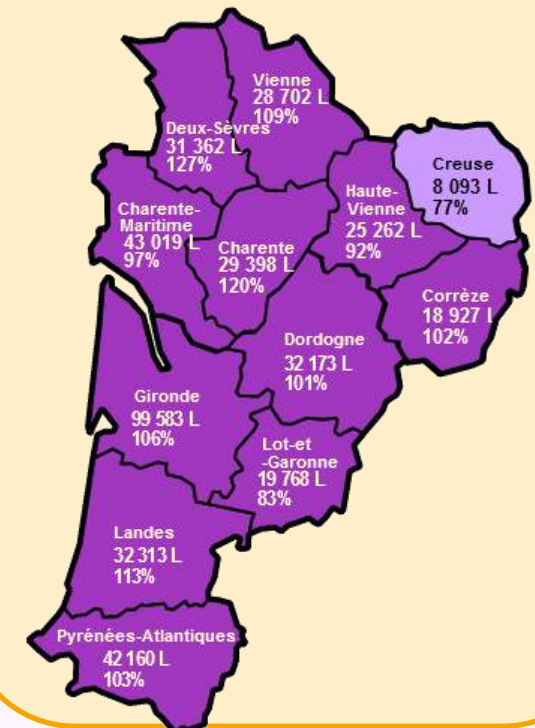 Vienne
28 702 L
109%
Deux-Sèvres
31 362 L
127%
Creuse
8 093 L
77%
Haute-
Vienne
25 262 L
92%
Charente-
Maritime
43 019 L
97%
Charente
29 398 L
120%
Corrèze
18 927 L
102%
Dordogne
32 173 L
101%
Gironde
99 583 L
106%
Lot-et
-Garonne
19 768 L
83%
Landes
32 313 L
113%
Pyrénées-Atlantiques
42 160 L
103%